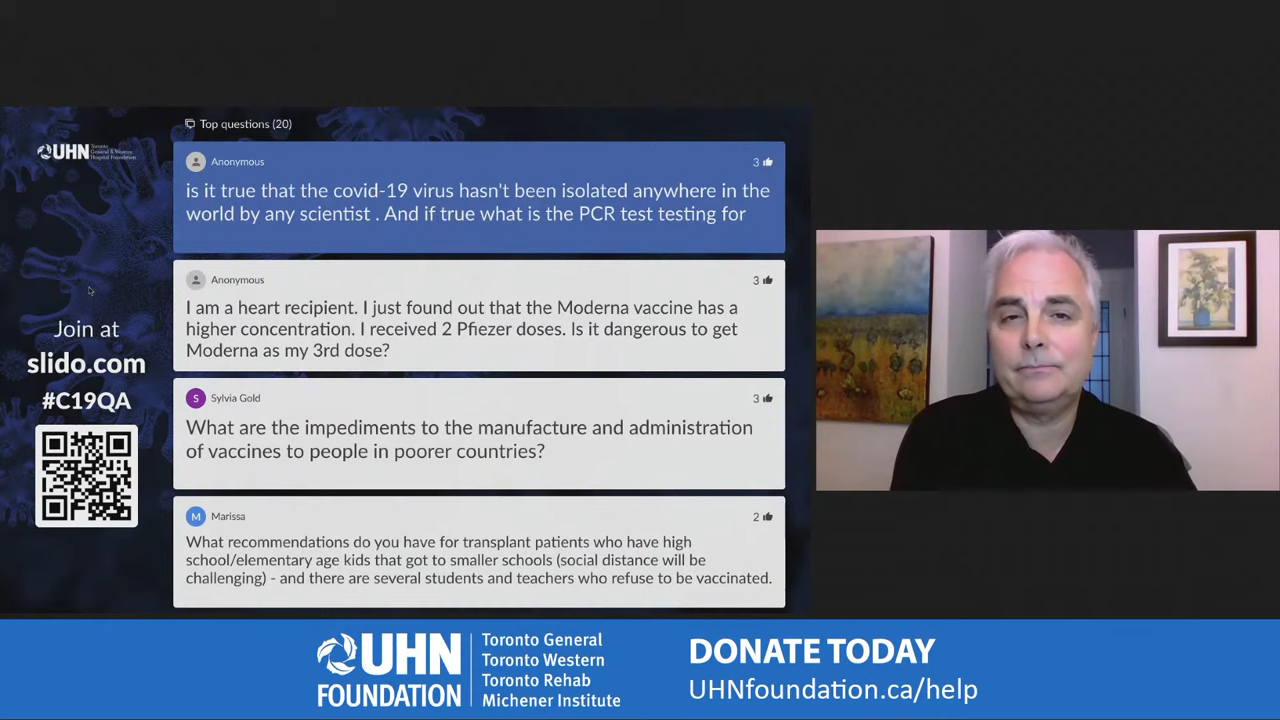 Top questions (20)
UHN Toronto
General & Western
Hospital Foundation
Anonymous
3
is it true that the covid-19 virus hasn't been isolated anywhere in the
world by any scientist . And if true what is the PCR test testing for
Anonymous
3
I am a heart recipient. I just found out that the Moderna vaccine has a
higher concentration. I received 2 Pfiezer doses. Is it dangerous to get
Moderna as my 3rd dose?
Join at
slido.com
#C19QA
S Sylvia Gold
3
What are the impediments to the manufacture and administration
of vaccines to people in poorer countries?
M Marissa
2
What recommendations do you have for transplant patients who have high
school/elementary age kids that got to smaller schools (social distance will be
challenging) - and there are several students and teachers who refuse to be vaccinated.
UHN
FOUNDATION
Toronto General
Toronto Western
Toronto Rehab
Michener Institute
DONATE TODAY
UHNfoundation.ca/help